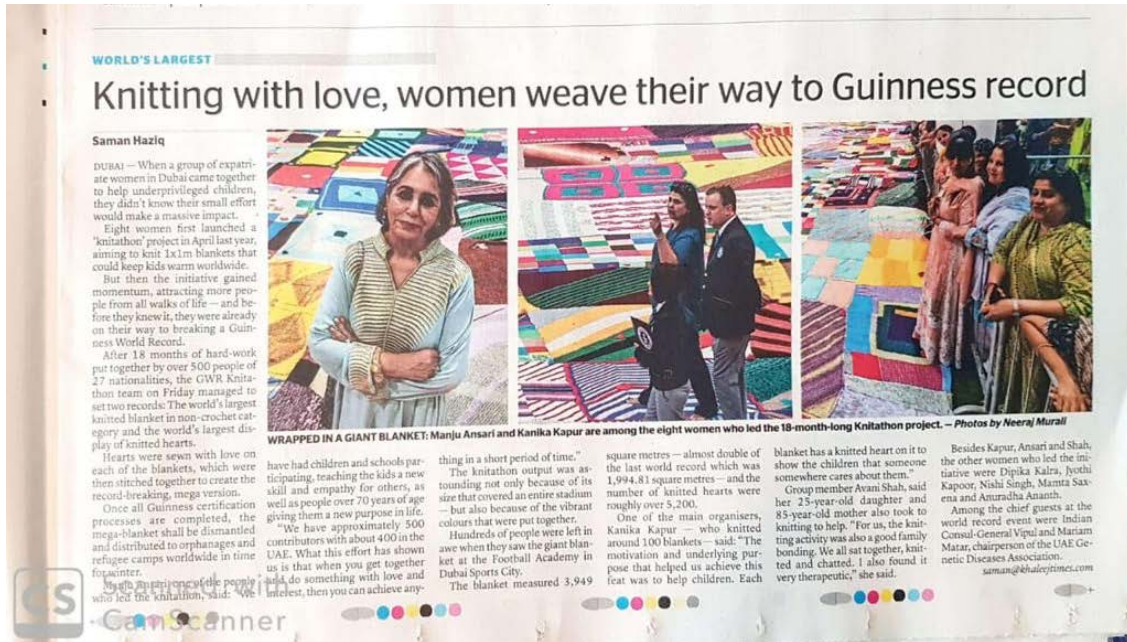 WORLD'S LARGEST
Knitting with love, women weave their way to Guinness record
Saman Haziq
DUBAI — When a group of expatri-
ate women in Dubai came together
to help underprivileged children,
they didn't know their small effort
would make a massive impact.
Eight women first launched a
'knitathon' project in April last year,
aiming to knit 1x1m blankets that
could keep kids warm worldwide.
But then the initiative gained
momentum, attracting more peo-
ple from all walks of life — and be-
fore they knew it, they were already
on their way to breaking a Guin-
ness World Record.
After 18 months of hard-work
put together by over 500 people of
27 nationalities, the GWR Knita-
thon team on Friday managed to
set two records: The world's largest
knitted blanket in non-crochet cat-
egory and the world's largest dis-
play of knitted hearts.
Hearts were sewn with love on
each of the blankets, which were
then stitched together to create the
record-breaking, mega version.
Once all Guinness certification
processes are completed, the
mega-blanket shall be dismantled
and distributed to orphanages and
refugee camps worldwide in time
for winter.
one of the people
who led the knitathon, said: "We
WRAPPED IN A GIANT BLANKET: Manju Ansari and Kanika Kapur are among the eight women who led the 18-month-long Knitathon project. — Photos by Neeraj Murali
have had children and schools par-
ticipating, teaching the kids a new
skill and empathy for others, as
well as people over 70 years of age
giving them a new purpose in life.
"We have approximately 500
contributors with about 400 in the
UAE. What this effort has shown
us is that when you get together
and do something with love and
interest, then you can achieve any-
thing in a short period of time."
The knitathon output was as-
tounding not only because of its
size that covered an entire stadium
— but also because of the vibrant
colours that were put together.
Hundreds of people were left in
awe when they saw the giant blan-
ket at the Football Academy in
Dubai Sports City.
The blanket measured 3,949
square metres — almost double of
the last world record which was
1,994.81 square metres — and the
number of knitted hearts were
roughly over 5,200.
One of the main organisers,
Kanika Kapur — who knitted
around 100 blankets — said: "The
motivation and underlying pur-
pose that helped us achieve this
feat was to help children. Each
blanket has a knitted heart on it to
show the children that someone
somewhere cares about them."
Group member Avani Shah, said
her 25-year-old daughter and
85-year-old mother also took to
knitting to help. "For us, the knit-
ting activity was also a good family
bonding. We all sat together, knit-
ted and chatted. I also found it
very therapeutic," she said.
Besides Kapur, Ansari and Shah,
the other women who led the ini-
tiative were Dipika Kalra, Jyothi
Kapoor, Nishi Singh, Mamta Sax-
ena and Anuradha Ananth.
Among the chief guests at the
world record event were Indian
Consul-General Vipul and Mariam
Matar, chairperson of the UAE Ge-
netic Diseases Association.
saman@khaleejtimes.com
CS
Scanned with
CamScanner